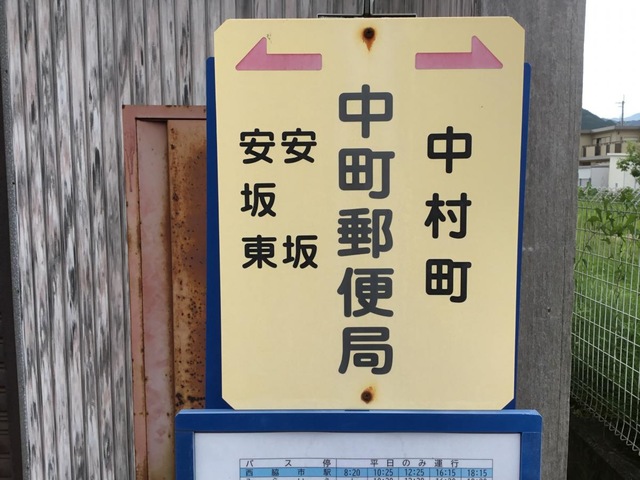 中村町
中町郵便局
安坂
安坂東
バス停 平日のみ運行
西脇市駅 8:20 10:25 12:25 16:15 18:15